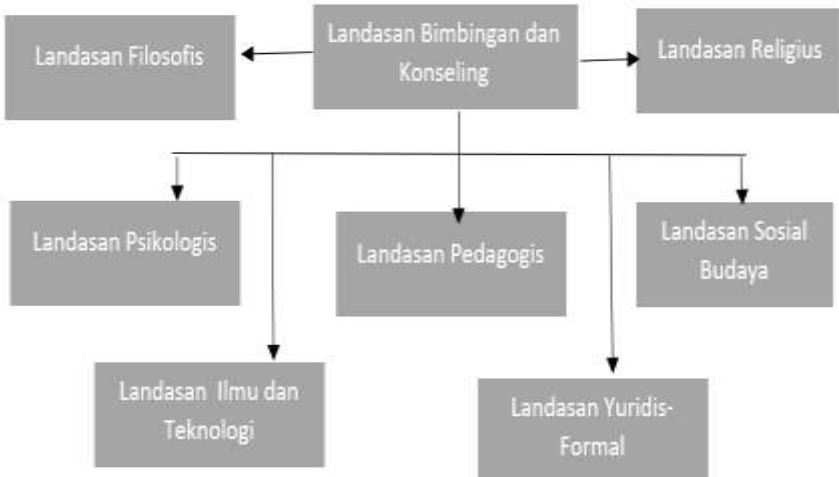 Landasan Filosofis
Landasan Bimbingan dan
Konseling
Landasan Religius
Landasan Psikologis
Landasan Pedagogis
Landasan Sosial
Budaya
Landasan Ilmu dan
Teknologi
Landasan Yuridis-
Formal